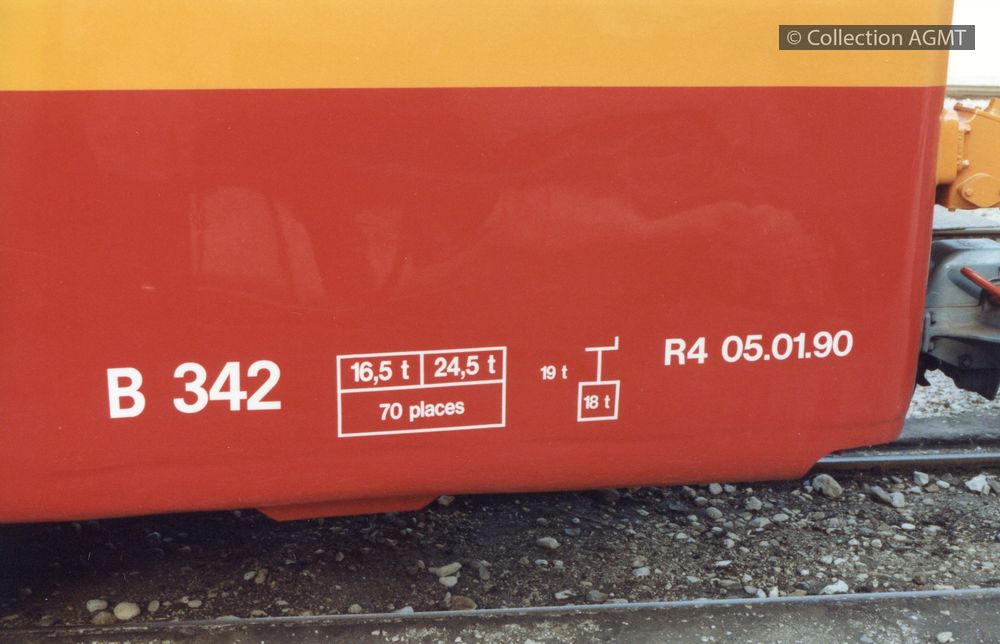 © Collection AGMT
B 342
16,5 t 24,5 t
70 places
19 t
18 t
R4 05.01.90